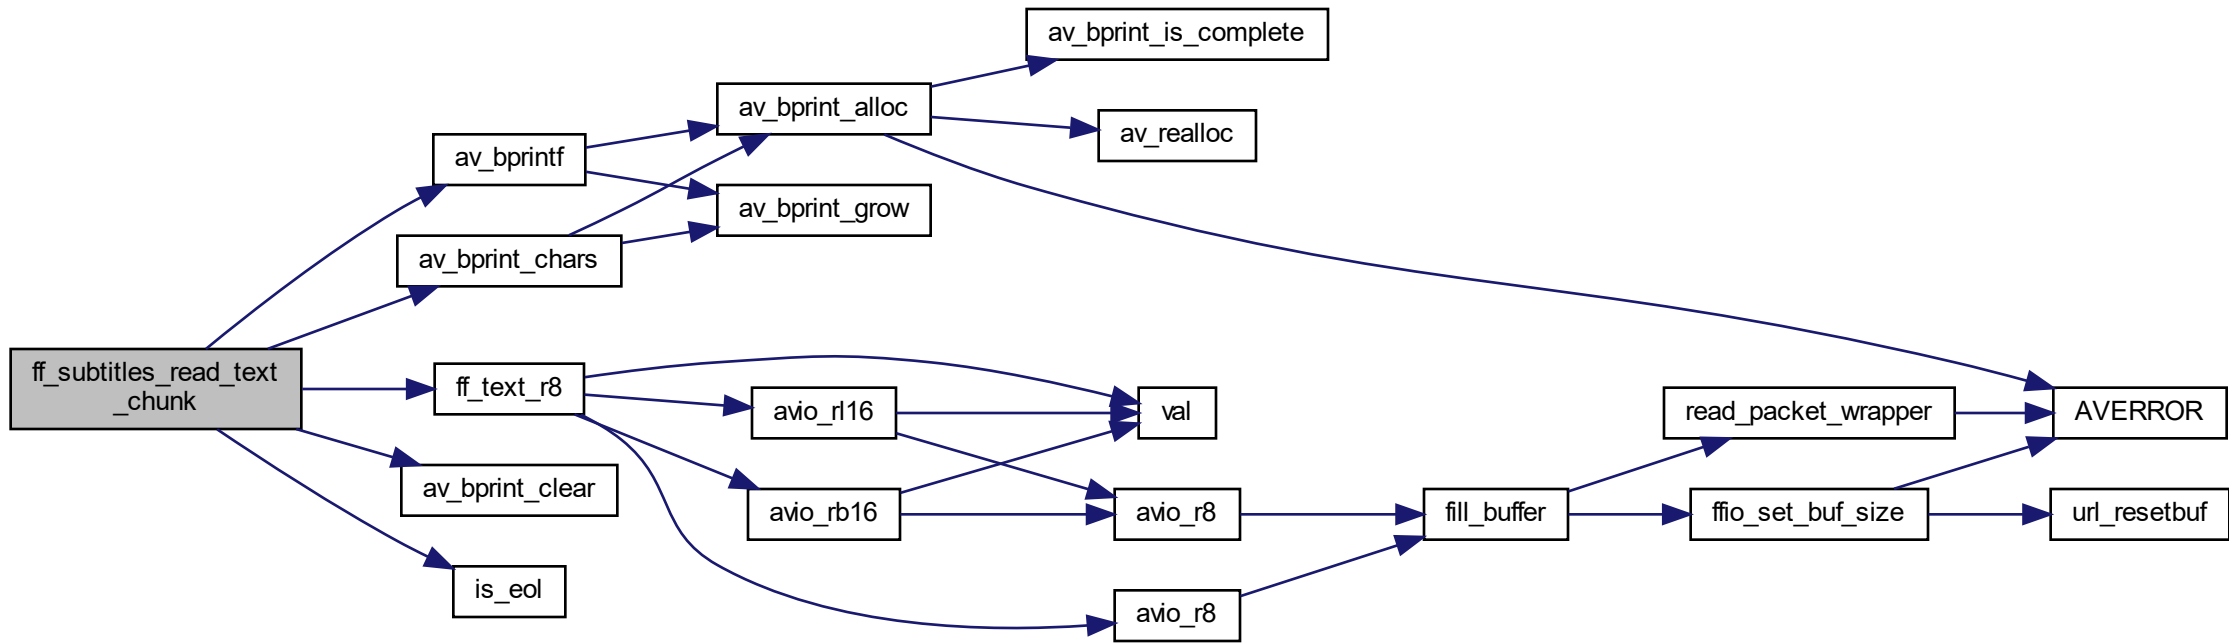 av_bprint_is_complete
av_bprint_alloc
av_realloc
av_bprintf
av_bprint_grow
av_bprint_chars
ff_subtitles_read_text
_chunk
ff_text_r8
avio_rl16
val
read_packet_wrapper
AVERROR
av_bprint_clear
avio_rb16
avio_r8
fill_buffer
ffio_set_buf_size
url_resetbuf
is_eol
avio_r8